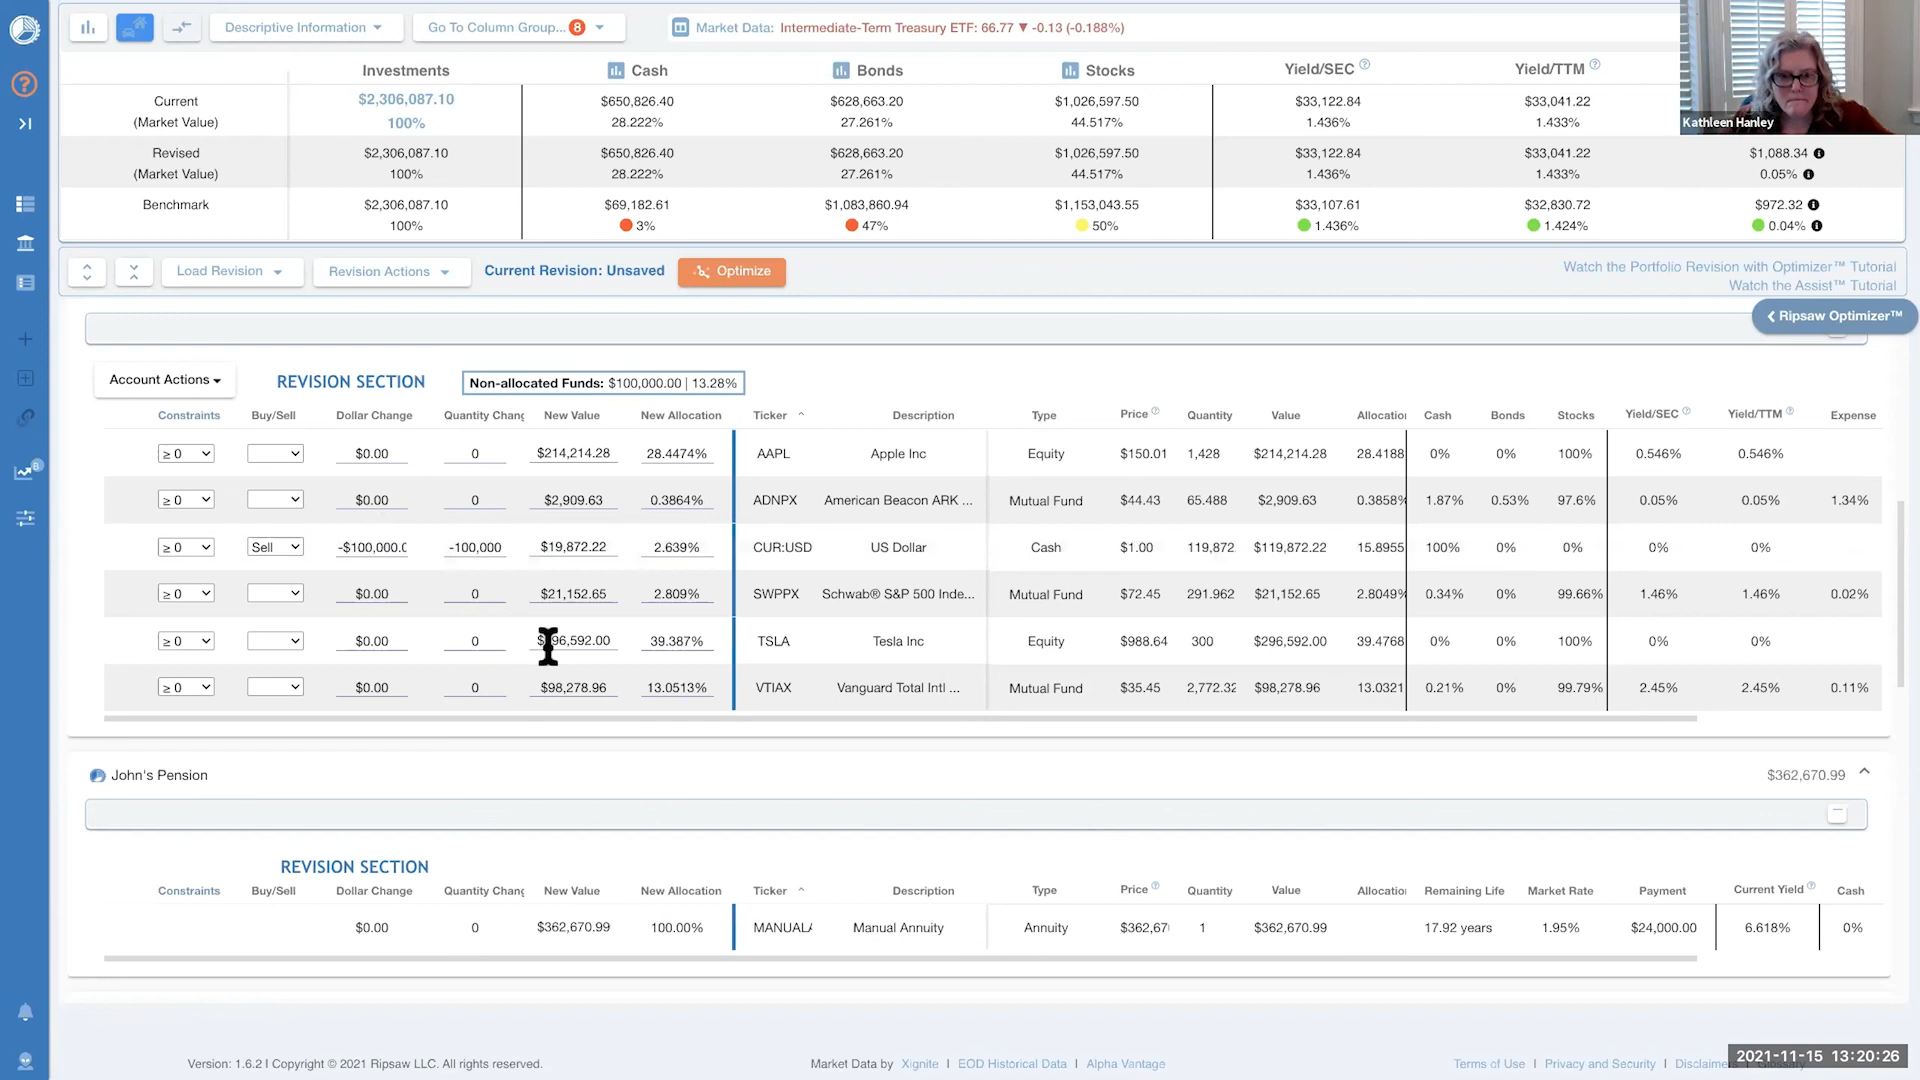 Descriptive Information
Go To Column Group... 8
Market Data: Intermediate-Term Treasury ETF: 66.77 ▼ -0.13 (-0.188%)
Kathleen Hanley
Investments Cash Bonds Stocks Yield/SEC Yield/TTM
Current (Market Value) $2,306,087.10 $650,826.40 $628,663.20 $1,026,597.50 $33,122.84 $33,041.22
100% 28.222% 27.261% 44.517% 1.436% 1.433%
Revised (Market Value) $2,306,087.10 $650,826.40 $628,663.20 $1,026,597.50 $33,122.84 $33,041.22 $1,088.34
100% 28.222% 27.261% 44.517% 1.436% 1.433% 0.05%
Benchmark $2,306,087.10 $69,182.61 $1,083,860.94 $1,153,043.55 $33,107.61 $32,830.72 $972.32
100% 3% 47% 50% 1.436% 1.424% 0.04%
Load Revision
Revision Actions
Current Revision: Unsaved
Optimize
Watch the Portfolio Revision with Optimizer™ Tutorial
Watch the Assist™ Tutorial
Ripsaw Optimizer™
Account Actions
REVISION SECTION
Non-allocated Funds: $100,000.00 | 13.28%
Constraints Buy/Sell Dollar Change Quantity Chang New Value New Allocation Ticker Description Type Price Quantity Value Allocation Cash Bonds Stocks Yield/SEC Yield/TTM Expense
≥ 0 $0.00 0 $214,214.28 28.4474% AAPL Apple Inc Equity $150.01 1,428 $214,214.28 28.4188 0% 0% 100% 0.546% 0.546%
≥ 0 $0.00 0 $2,909.63 0.3864% ADNPX American Beacon ARK ... Mutual Fund $44.43 65.488 $2,909.63 0.3858% 1.87% 0.53% 97.6% 0.05% 0.05% 1.34%
≥ 0 Sell -$100,000.0 -100,000 $19,872.22 2.639% CUR:USD US Dollar Cash $1.00 119,872 $119,872.22 15.8955 100% 0% 0% 0% 0%
≥ 0 $0.00 0 $21,152.65 2.809% SWPPX Schwab® S&P 500 Inde... Mutual Fund $72.45 291.962 $21,152.65 2.8049% 0.34% 0% 99.66% 1.46% 1.46% 0.02%
≥ 0 $0.00 0 96,592.00 39.387% TSLA Tesla Inc Equity $988.64 300 $296,592.00 39.4768 0% 0% 100% 0% 0%
≥ 0 $0.00 0 $98,278.96 13.0513% VTIAX Vanguard Total Intl ... Mutual Fund $35.45 2,772.32 $98,278.96 13.0321 0.21% 0% 99.79% 2.45% 2.45% 0.11%
John's Pension $362,670.99
REVISION SECTION
Constraints Buy/Sell Dollar Change Quantity Chang New Value New Allocation Ticker Description Type Price Quantity Value Allocation Remaining Life Market Rate Payment Current Yield Cash
$0.00 0 $362,670.99 100.00% MANUALA Manual Annuity Annuity $362,67 1 $362,670.99 17.92 years 1.95% $24,000.00 6.618% 0%
Version: 1.6.2 | Copyright © 2021 Ripsaw LLC. All rights reserved.
Market Data by Xignite | EOD Historical Data | Alpha Vantage
Terms of Use | Privacy and Security | Disclaimer
2021-11-15 13:20:26